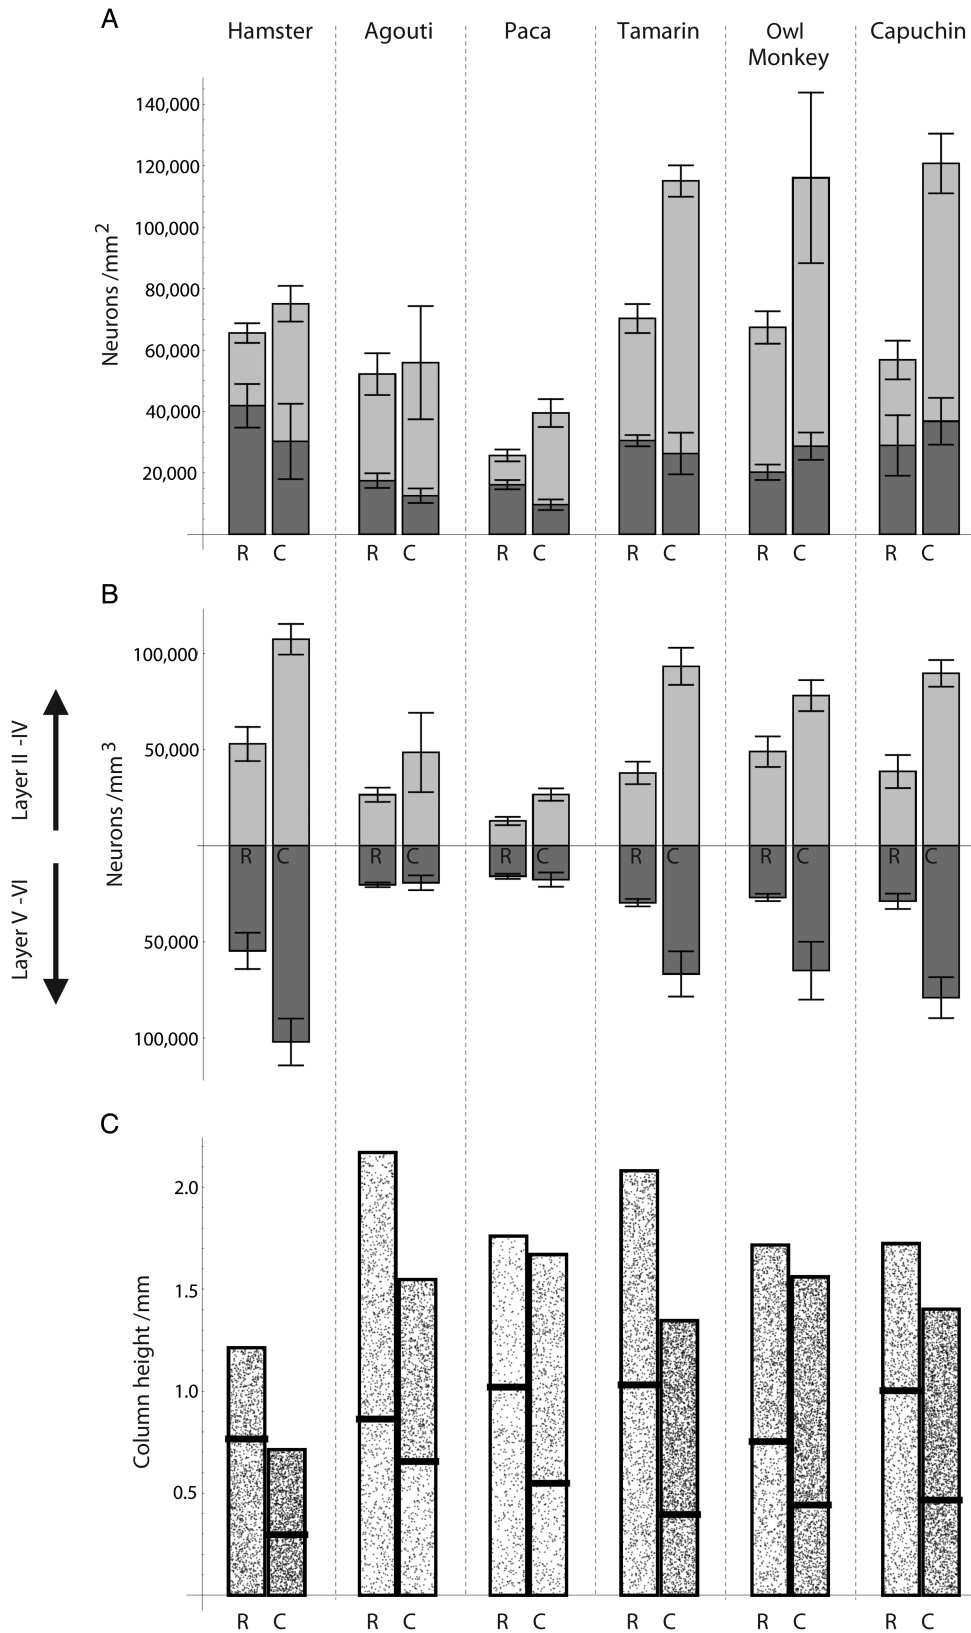 A
Hamster Agouti Paca Tamarin Owl Monkey Capuchin
Neurons /mm2
140,000
120,000
100,000
80,000
60,000
40,000
20,000
R C R C R C R C R C R C
B
Layer II -IV
Layer V -VI
Neurons /mm3
100,000
50,000
R C R C R C R C R C R C
50,000
100,000
C
Column height /mm
2.0
1.5
1.0
0.5
R C R C R C R C R C R C